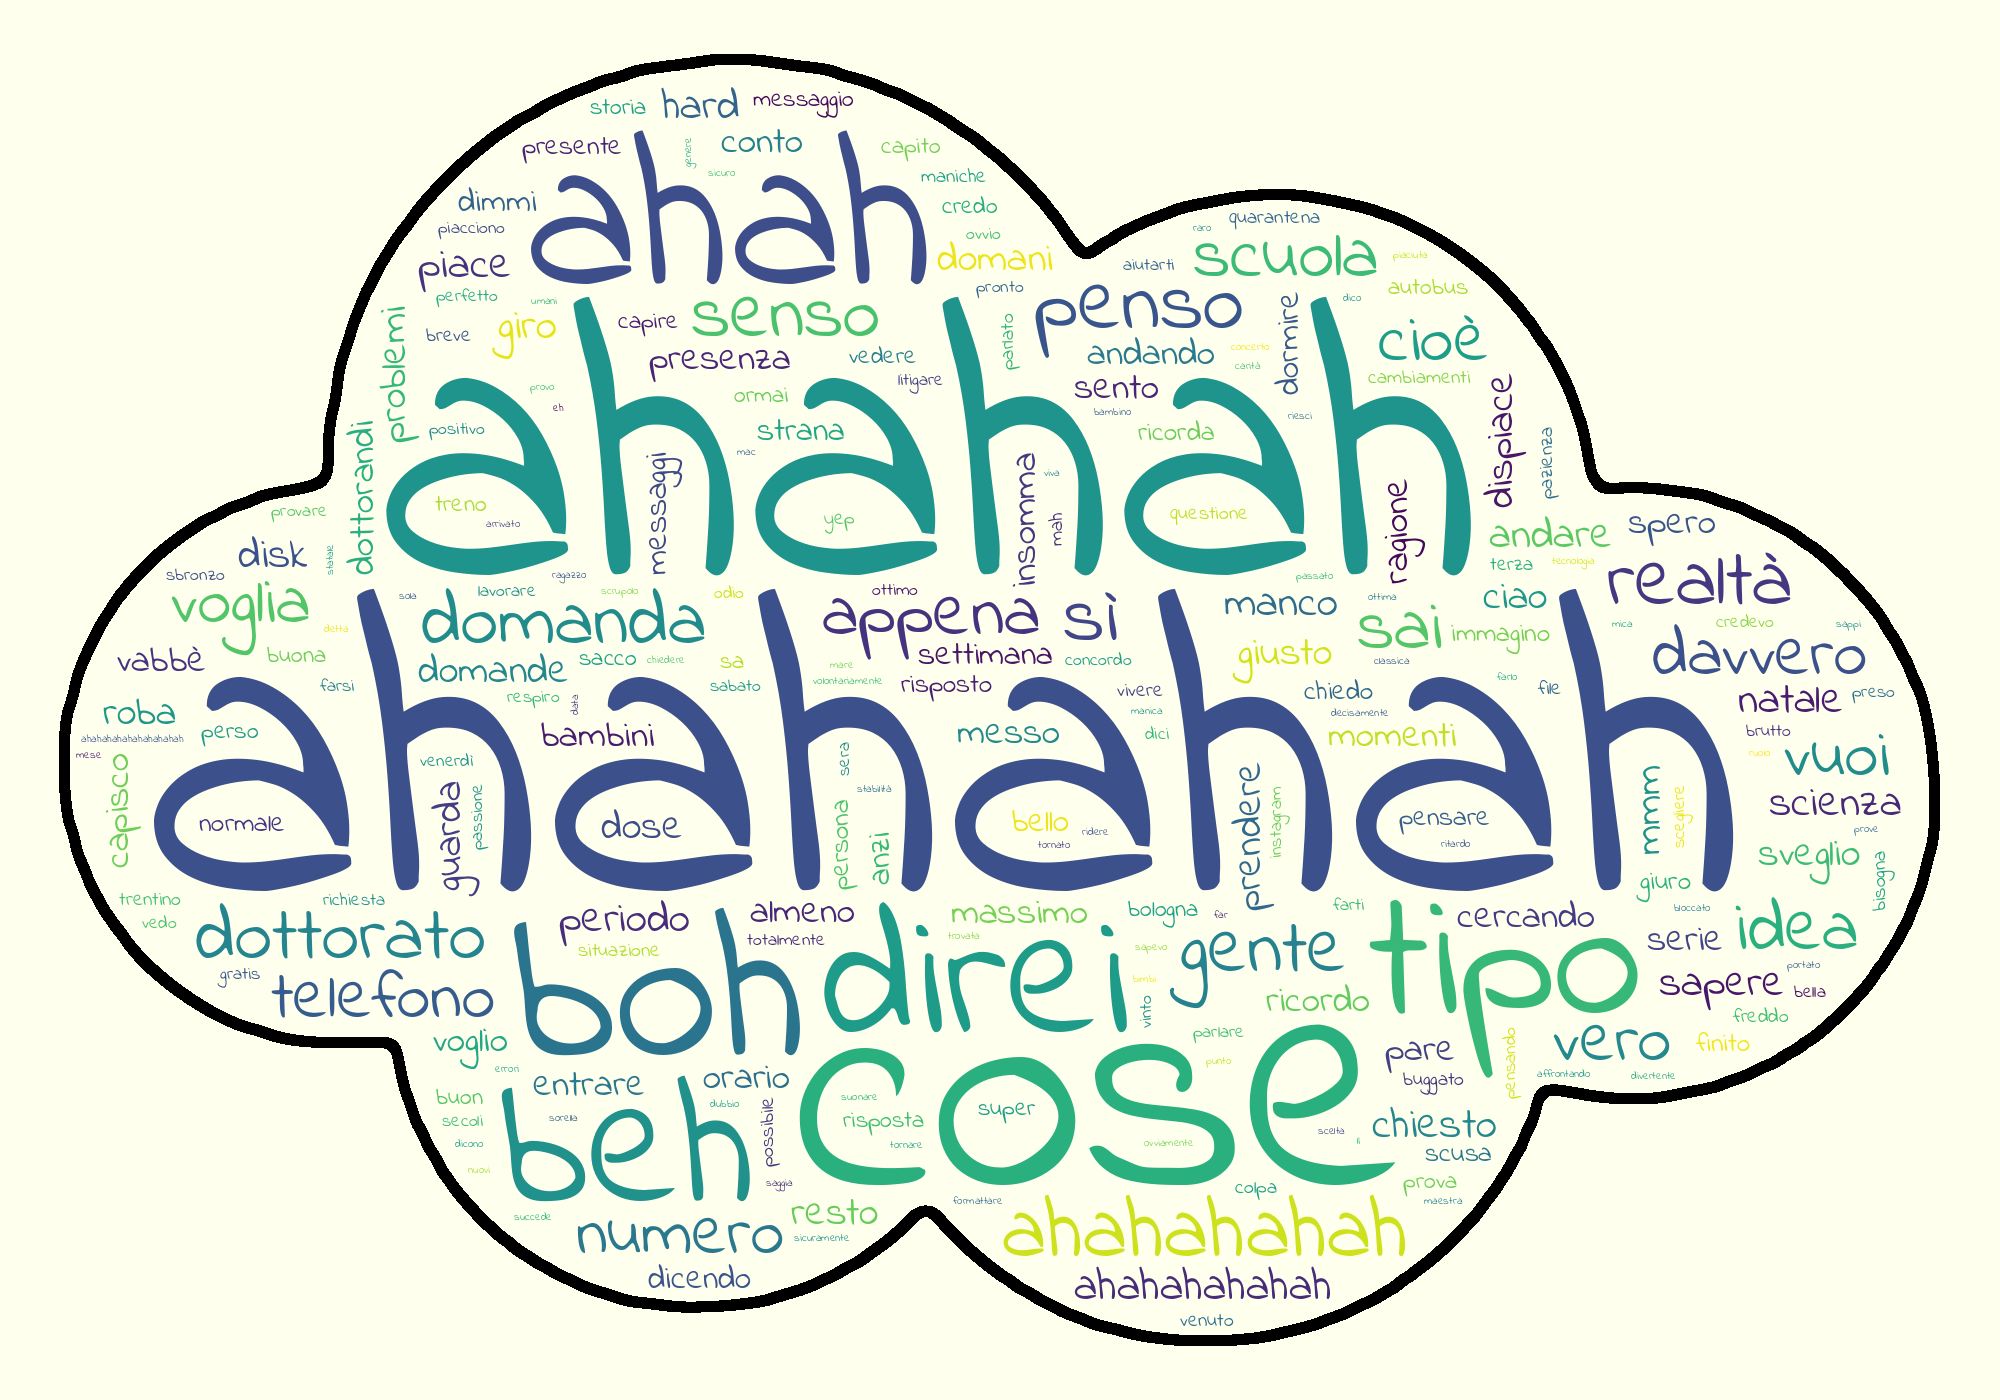 storia hard messaggio
presente genere conto capito
sicuro maniche
ahah
dimmi credo
piacciono ovvio quarantena
raro
piace domani aiutarti scuola piaciuta
perfetto umani pronto dico autobus
problemi breve giro capire senso parlato penso dormire cioè
presenza vedere andando concerto
litigare cantà cambiamenti
provo ormai sento
eh bambino riesci
ahahah
dottorandi positivo strana ricorda dispiace pazienza
mac messaggi insomma viva ragione
treno yep questione
provare arrivato mah andare spero
disk statale terza tecnologia
sbronzo ragazzo passato
sola lavorare scrupolo odio ottimo ottima ciao realtà
voglia domanda appena sì manco sai immagino mica credevo sappi
detta
vabbè buona domande sacco chiedere sa settimana concordo giusto classica davvero
mare
farsi respiro sabato volontariamente risposto vivere chiedo farlo file natale preso
data manica decisamente
roba perso bambini messo dici momenti brutto
ahahahahahahahahah
mese venerdì sera ruolo vuoi
ahahahah
capisco guarda passione persona stabilità anzi prendere instagram mmm scegliere scienza
normale dose bello ridere pensare
tornato ritardo prove
sveglio
giuro bisogna
trentino richiesta periodo almeno massimo bologna far farti cercando bloccato
vedo dottorato situazione totalmente trovata sapevo gente tipo serie idea
gratis boh direi bimbi portato
telefono vinto ricordo sapere bella
freddo
voglio parlare pensando vero finito
errori entrare orario punto pare affrontando divertente
buggato
buon beh dubbio possibile suonare cose
secoli sorella risposta super scelta lì chiesto
dicono tornare ovviamente scusa
nuovi saggia
formattare colpa prova
maestra
succede numero resto ahahahahah
sicuramente
dicendo ahahahahahah
venuto